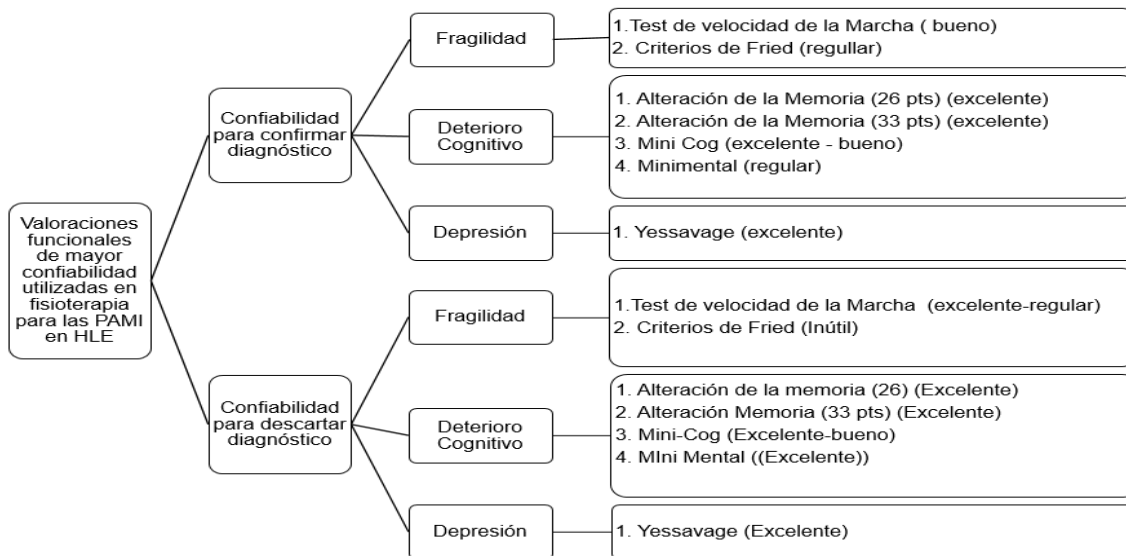 Valoraciones
funcionales
de mayor
confiabilidad
utilizadas en
fisioterapia
para las PAMI
en HLE
Confiabilidad
para confirmar
diagnóstico
Fragilidad
1.Test de velocidad de la Marcha ( bueno)
2. Criterios de Fried (regullar)
Deterioro
Cognitivo
1. Alteración de la Memoria (26 pts) (excelente)
2. Alteración de la Memoria (33 pts) (excelente)
3. Mini Cog (excelente - bueno)
4. Minimental (regular)
Depresión
1. Yessavage (excelente)
Confiabilidad
para descartar
diagnóstico
Fragilidad
1.Test de velocidad de la Marcha (excelente-regular)
2. Criterios de Fried (Inútil)
Deterioro
Cognitivo
1. Alteración de la memoria (26) (Excelente)
2. Alteración Memoria (33 pts) (Excelente)
3. Mini-Cog (Excelente-bueno)
4. MIni Mental ((Excelente))
Depresión
1. Yessavage (Excelente)